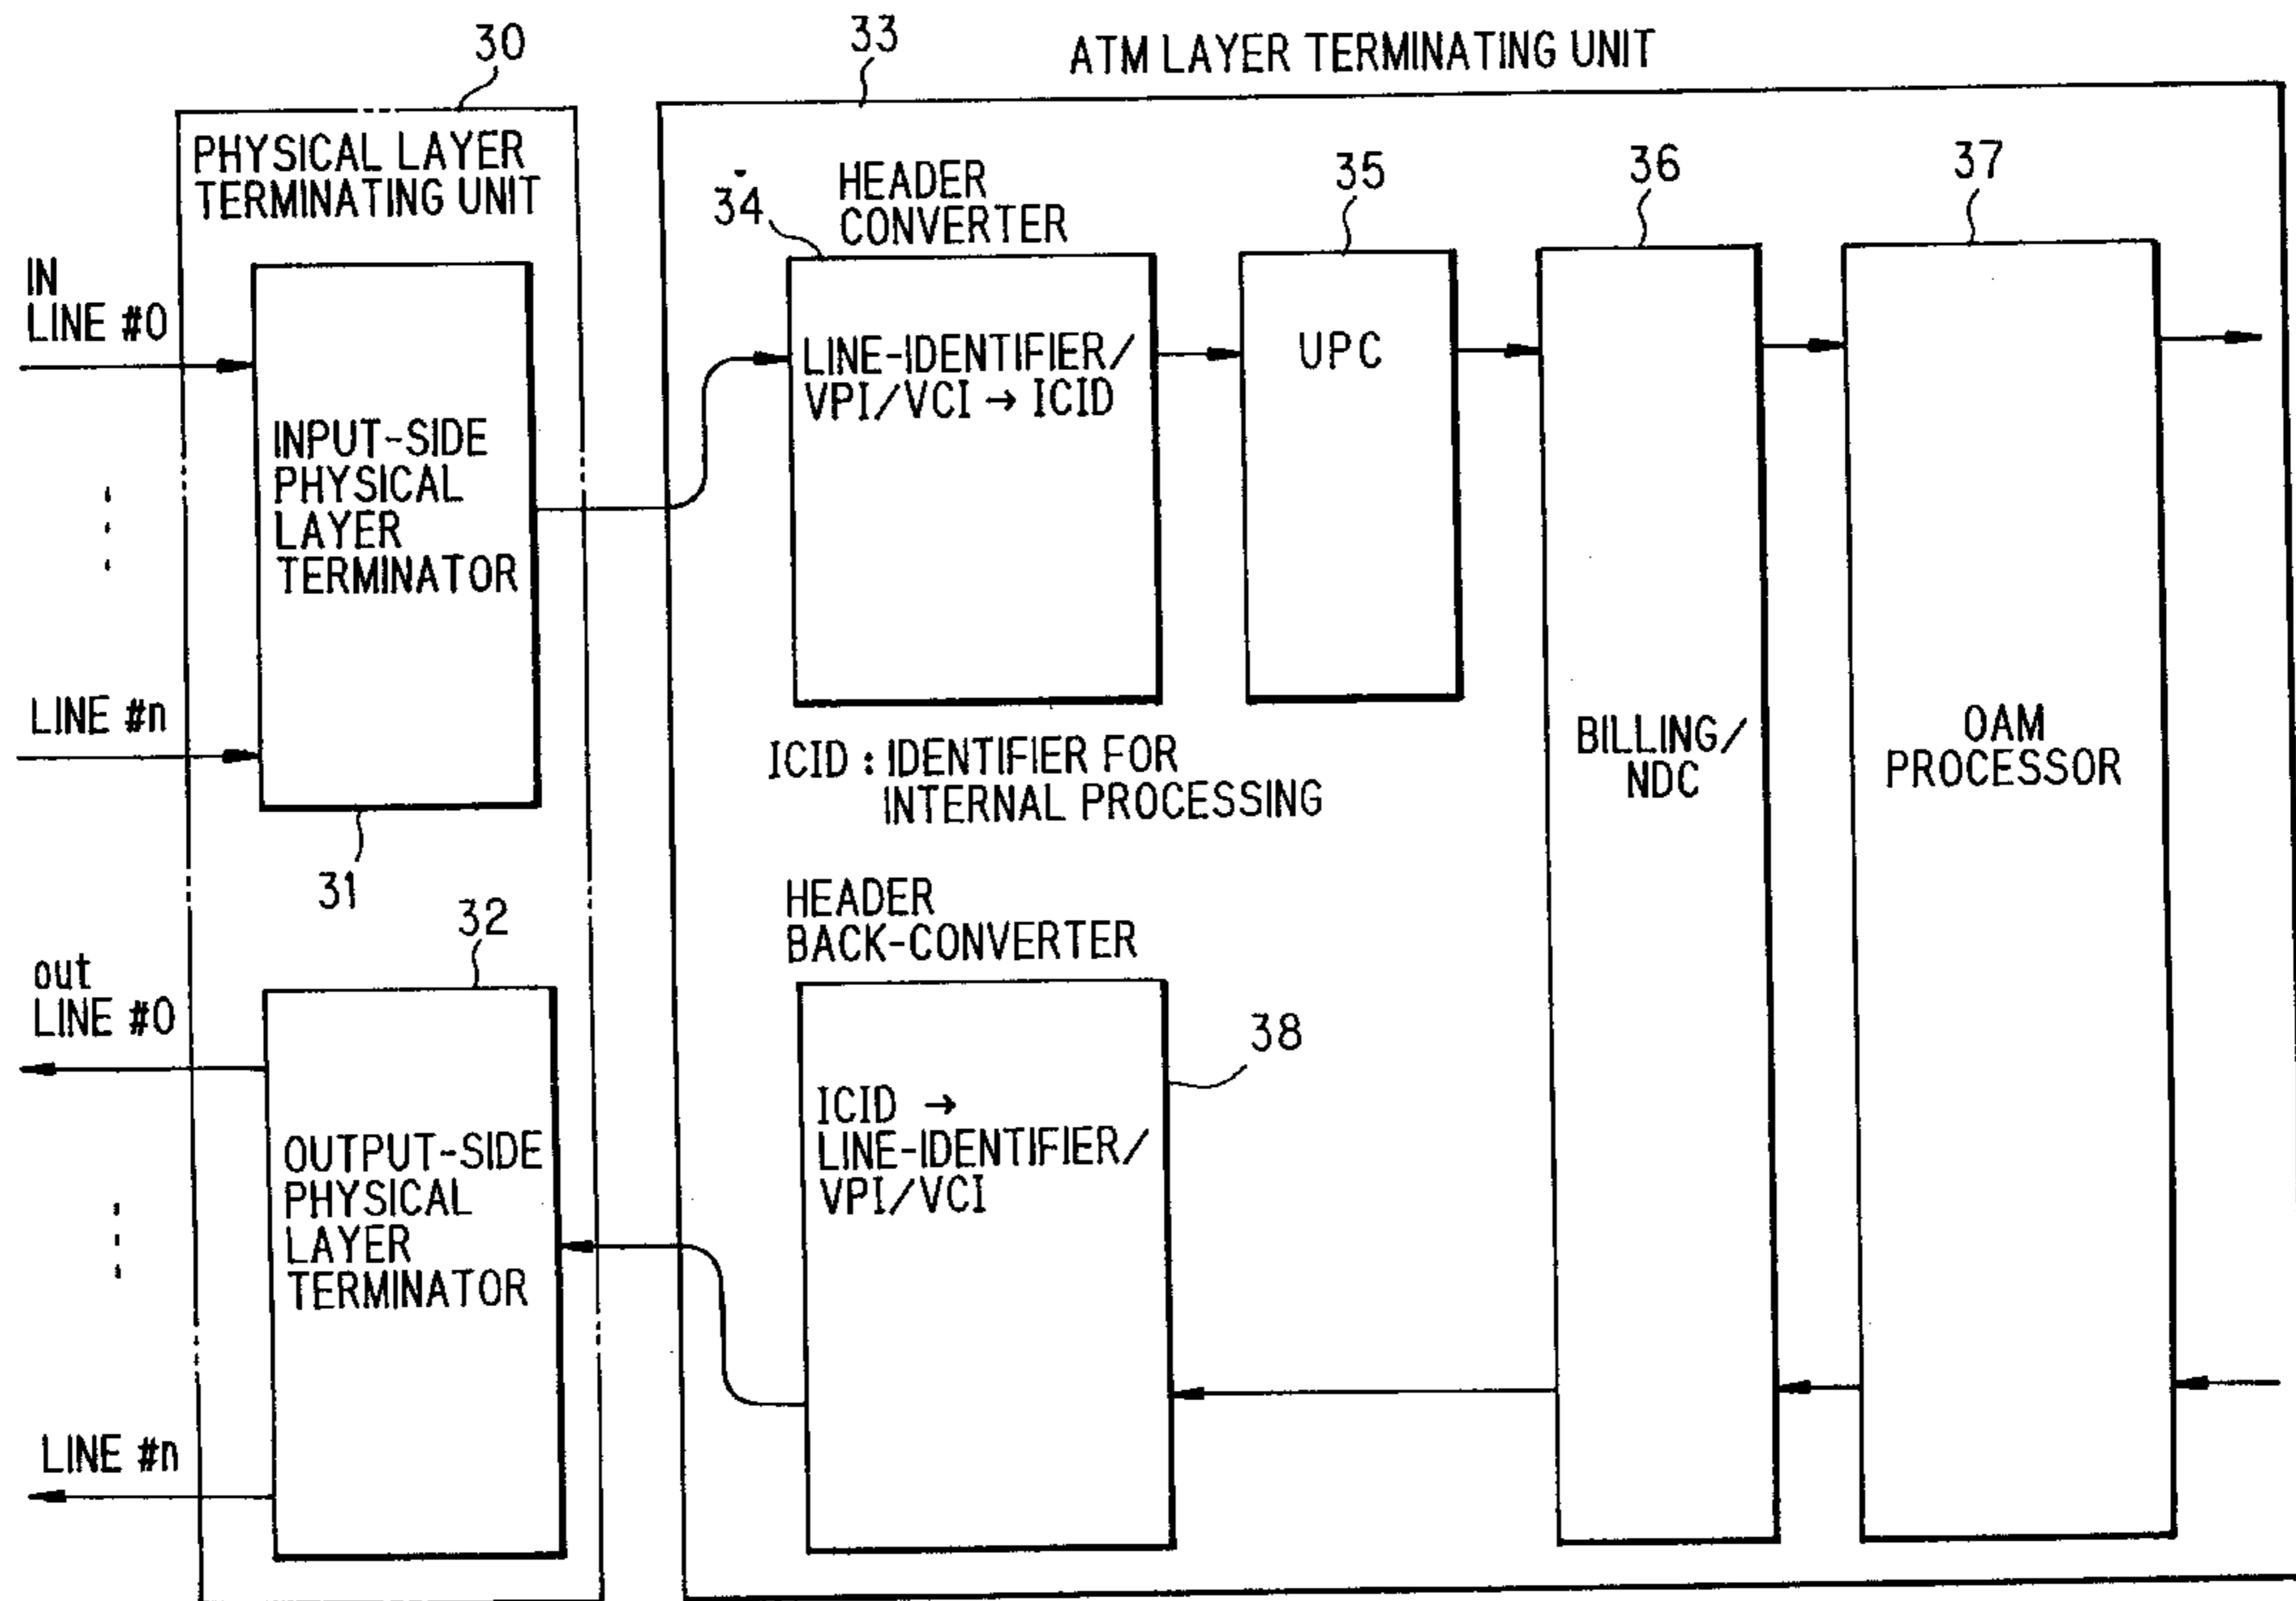 30
33
ATM LAYER TERMINATING UNIT
PHYSICAL LAYER
TERMINATING UNIT
34
HEADER
CONVERTER
35
36
37
IN
LINE #0
LINE-IDENTIFIER/
VPI/VCI → ICID
UPC
INPUT-SIDE
PHYSICAL
LAYER
TERMINATOR
LINE #n
31
ICID : IDENTIFIER FOR
INTERNAL PROCESSING
BILLING/
NDC
OAM
PROCESSOR
32
HEADER
BACK-CONVERTER
out
LINE #0
38
ICID →
LINE-IDENTIFIER/
VPI/VCI
OUTPUT-SIDE
PHYSICAL
LAYER
TERMINATOR
LINE #n